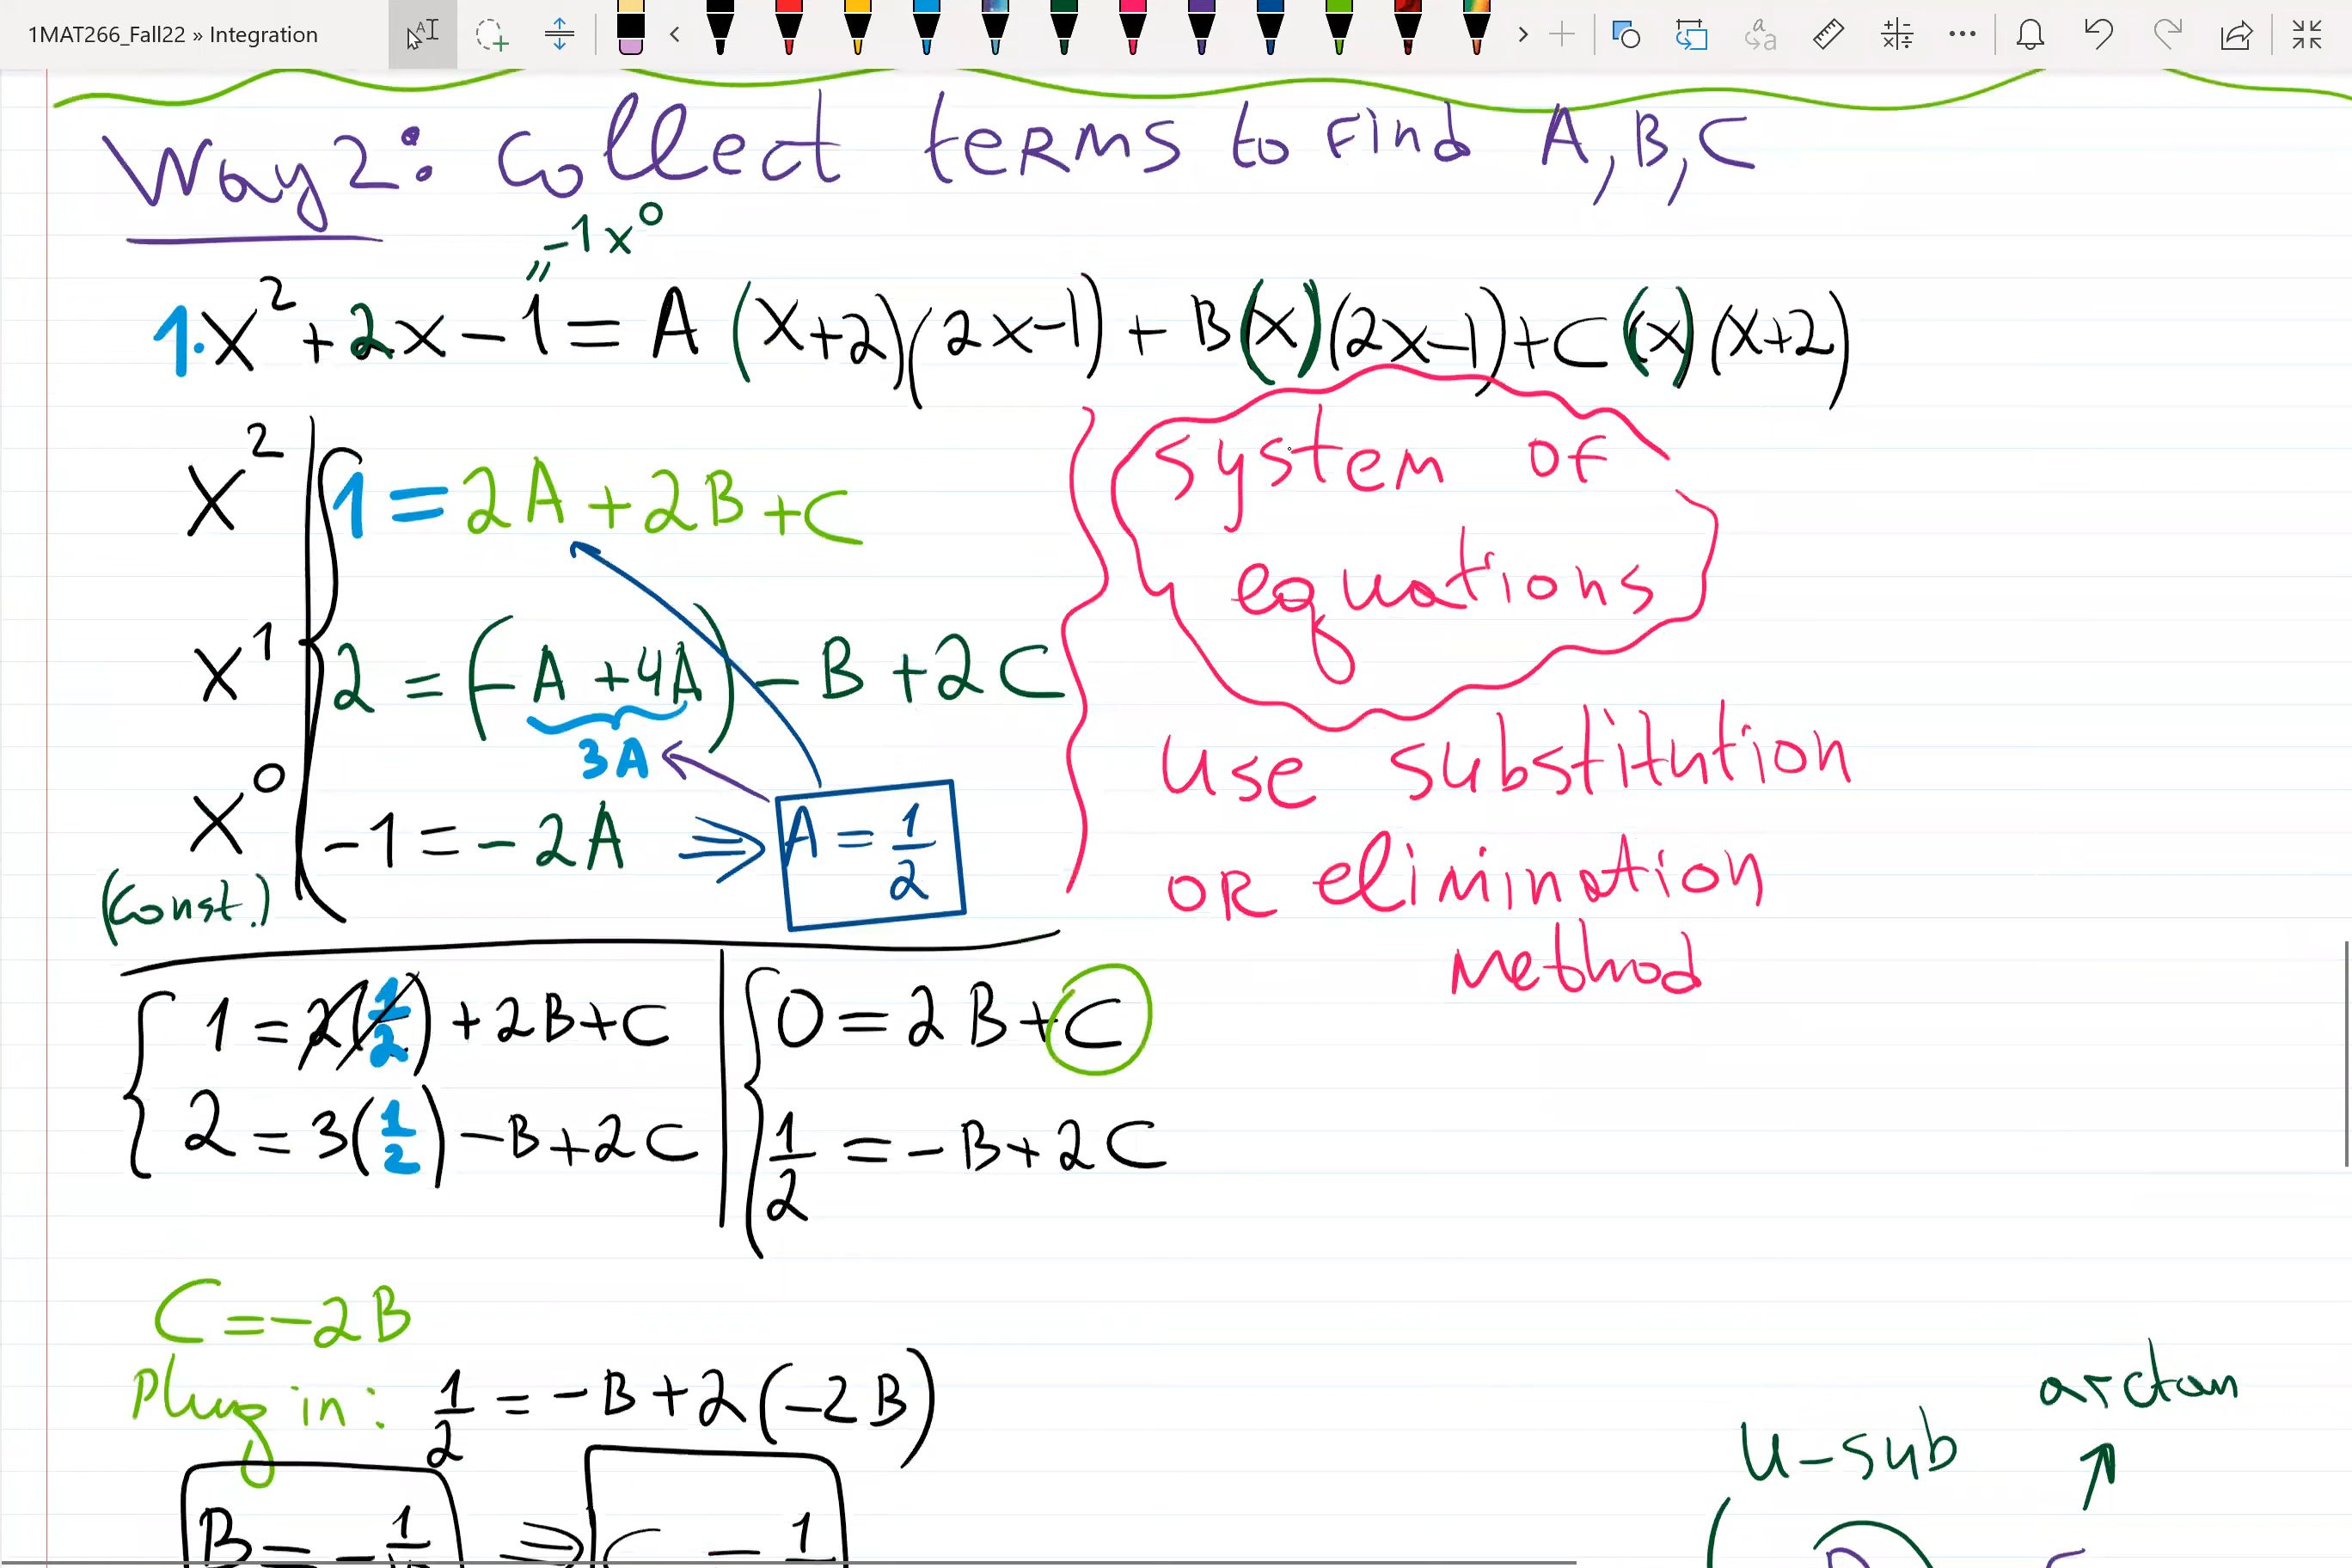 1MAT266_Fall22 » Integration
Way 2: Collect terms to find A, B, C
= -1x⁰
1·x² + 2x - 1 = A (x+2)(2x-1) + B(x)(2x-1) + C(x)(x+2)
x² | 1 = 2A + 2B + C
x¹ | 2 = (-A + 4A) - B + 2C
3A
x⁰ | -1 = -2A ⇒ A = 1/2
(const.)
system of
equations
use substitution
OR elimination
method
1 = 2(1/2) + 2B + C | 0 = 2B + C
2 = 3(1/2) - B + 2C | 1/2 = -B + 2C
C = -2B
Plug in: 1/2 = -B + 2(-2B)
arctan
u-sub